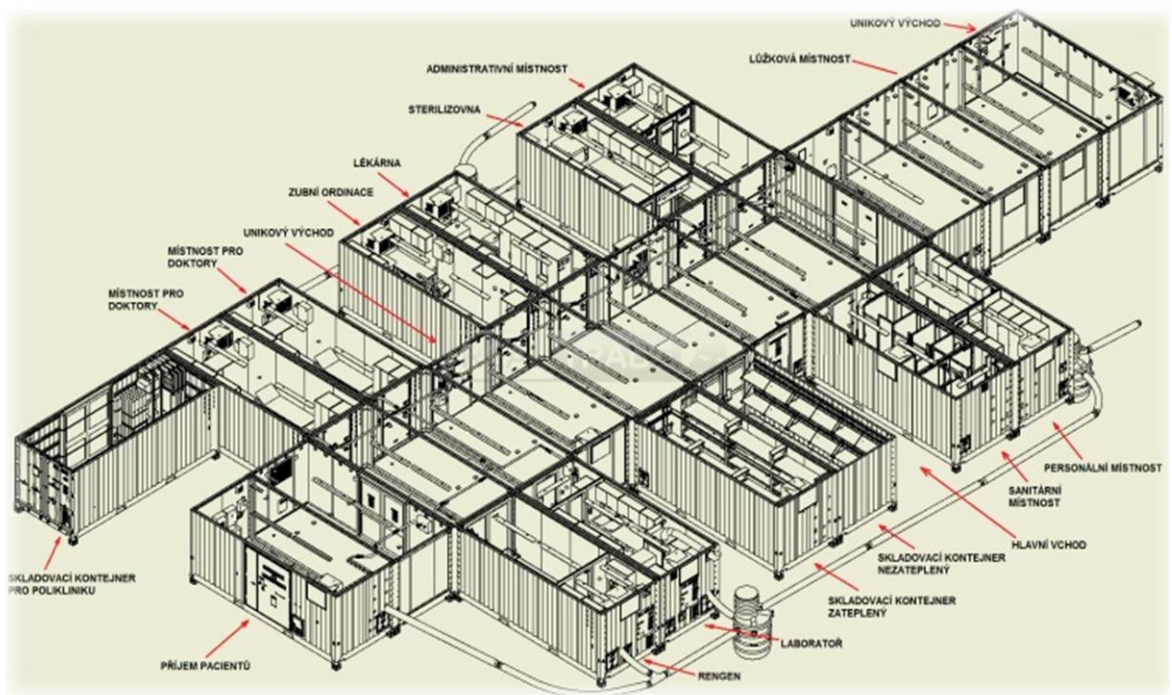 UNIKOVÝ VÝCHOD
LŮŽKOVÁ MÍSTNOST
ADMINISTRATIVNÍ MÍSTNOST
STERILIZOVNA
LÉKÁRNA
ZUBNÍ ORDINACE
UNIKOVÝ VÝCHOD
MÍSTNOST PRO
DOKTORY
MÍSTNOST PRO
DOKTORY
PERSONÁLNÍ MÍSTNOST
SANITÁRNÍ
MÍSTNOST
HLAVNÍ VCHOD
SKLADOVACÍ KONTEJNER
NEZATEPLENÝ
SKLADOVACÍ KONTEJNER
ZATEPLENÝ
SKLADOVACÍ KONTEJNER
PRO POLIKLINIKU
LABORATOŘ
PŘÍJEM PACIENTŮ
RENGEN